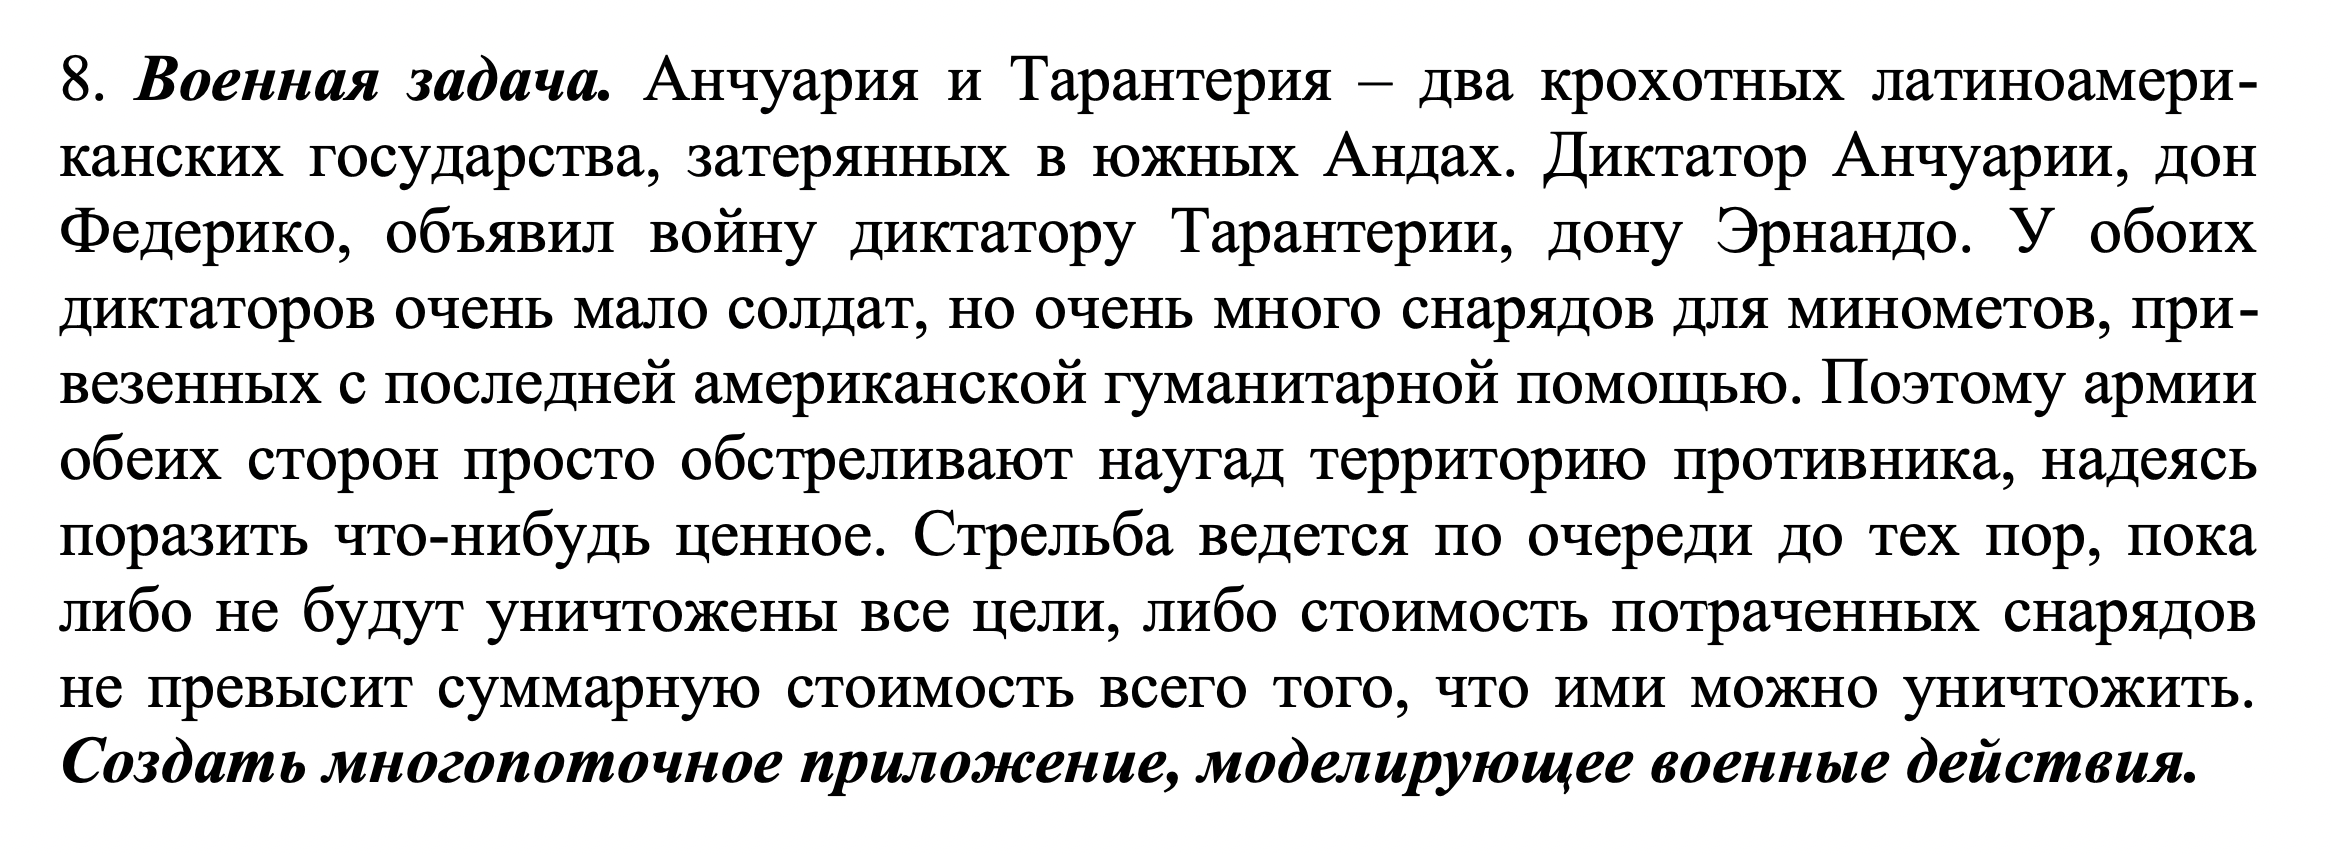 8. Военная задача. Анчуария и Тарантерия – два крохотных латиноамери-
канских государства, затерянных в южных Андах. Диктатор Анчуарии, дон
Федерико, объявил войну диктатору Тарантерии, дону Эрнандо. У обоих
диктаторов очень мало солдат, но очень много снарядов для минометов, при-
везенных с последней американской гуманитарной помощью. Поэтому армии
обеих сторон просто обстреливают наугад территорию противника, надеясь
поразить что-нибудь ценное. Стрельба ведется по очереди до тех пор, пока
либо не будут уничтожены все цели, либо стоимость потраченных снарядов
не превысит суммарную стоимость всего того, что ими можно уничтожить.
Создать многопоточное приложение, моделирующее военные действия.